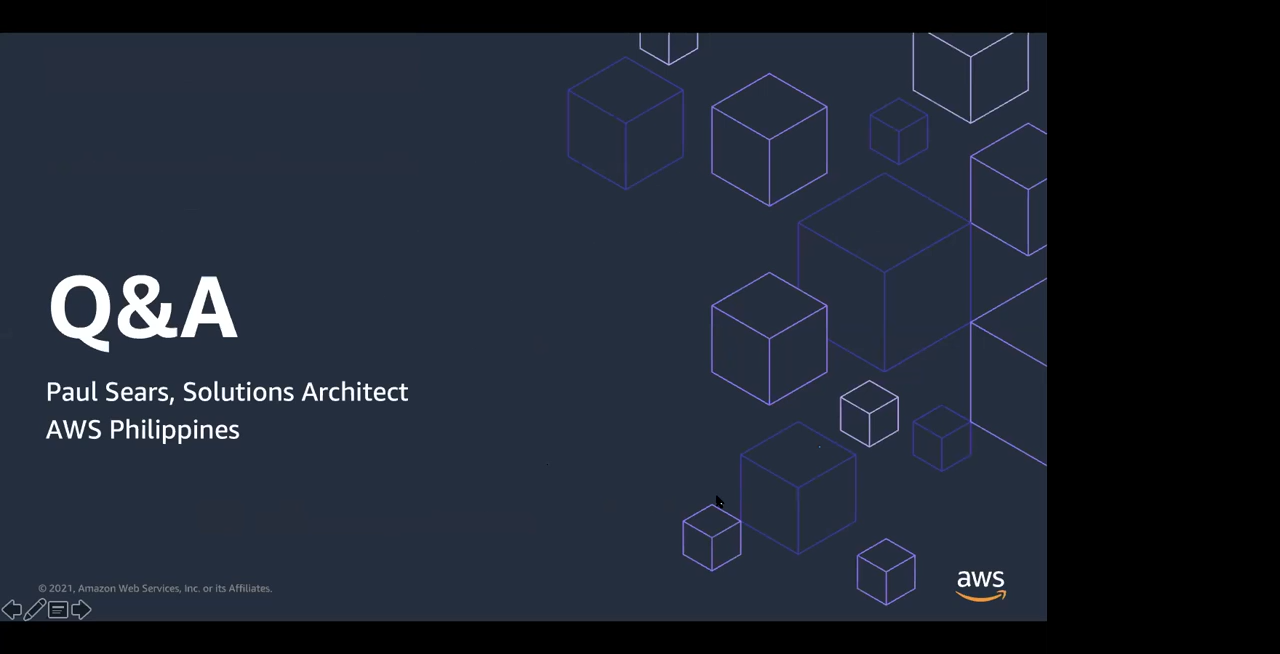 Q&A
Paul Sears, Solutions Architect
AWS Philippines
© 2021, Amazon Web Services, Inc. or its Affiliates.
aws